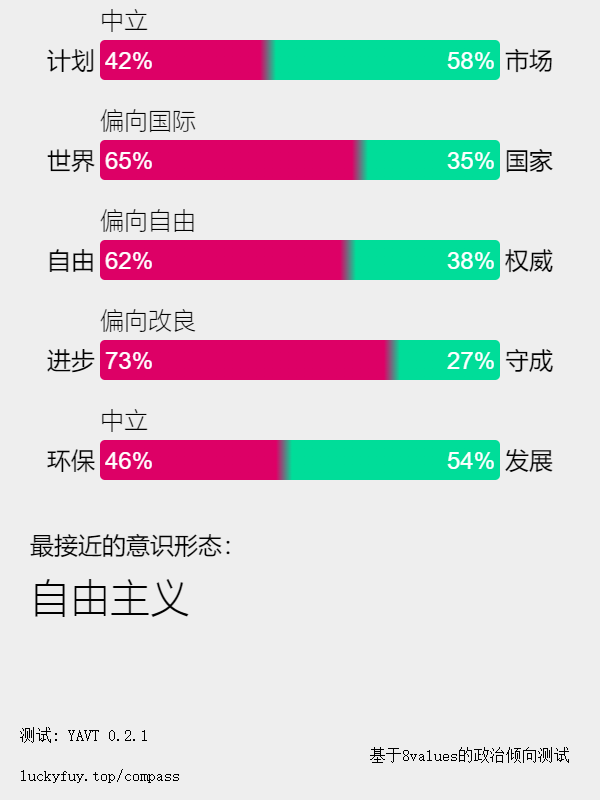 中立
计划 42% 58% 市场
偏向国际
世界 65% 35% 国家
偏向自由
自由 62% 38% 权威
偏向改良
进步 73% 27% 守成
中立
环保 46% 54% 发展
最接近的意识形态:
自由主义
测试: YAVT 0.2.1
基于8values的政治倾向测试
luckyfuy.top/compass